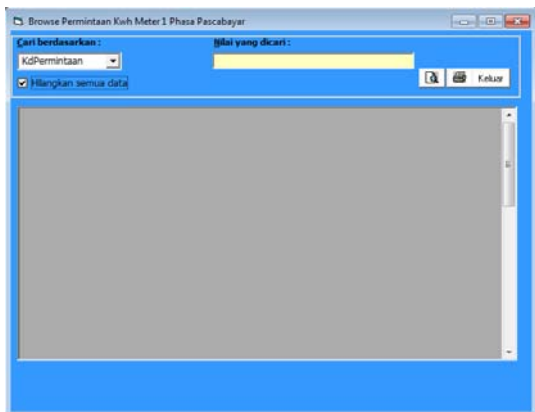 Browse Permintaan Kwh Meter 1 Phasa Pascabayar
Cari berdasarkan :
Nilai yang dicari :
KdPermintaan
Hilangkan semua data
Keluar